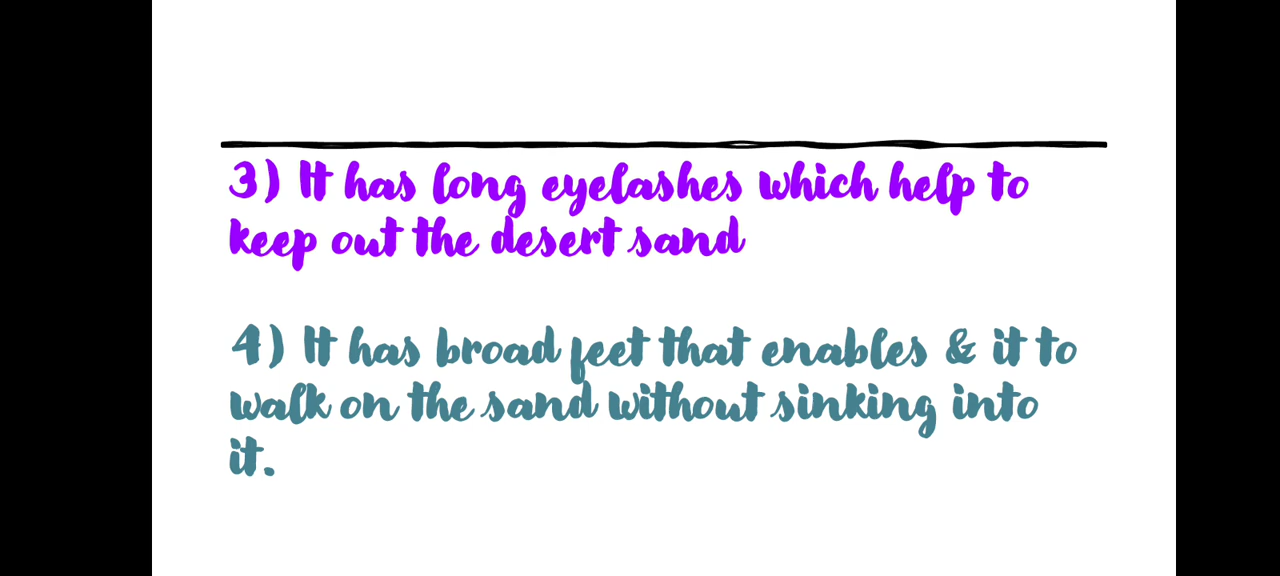 3) It has long eyelashes which help to
keep out the desert sand
4) It has broad feet that enables & it to
walk on the sand without sinking into
it.